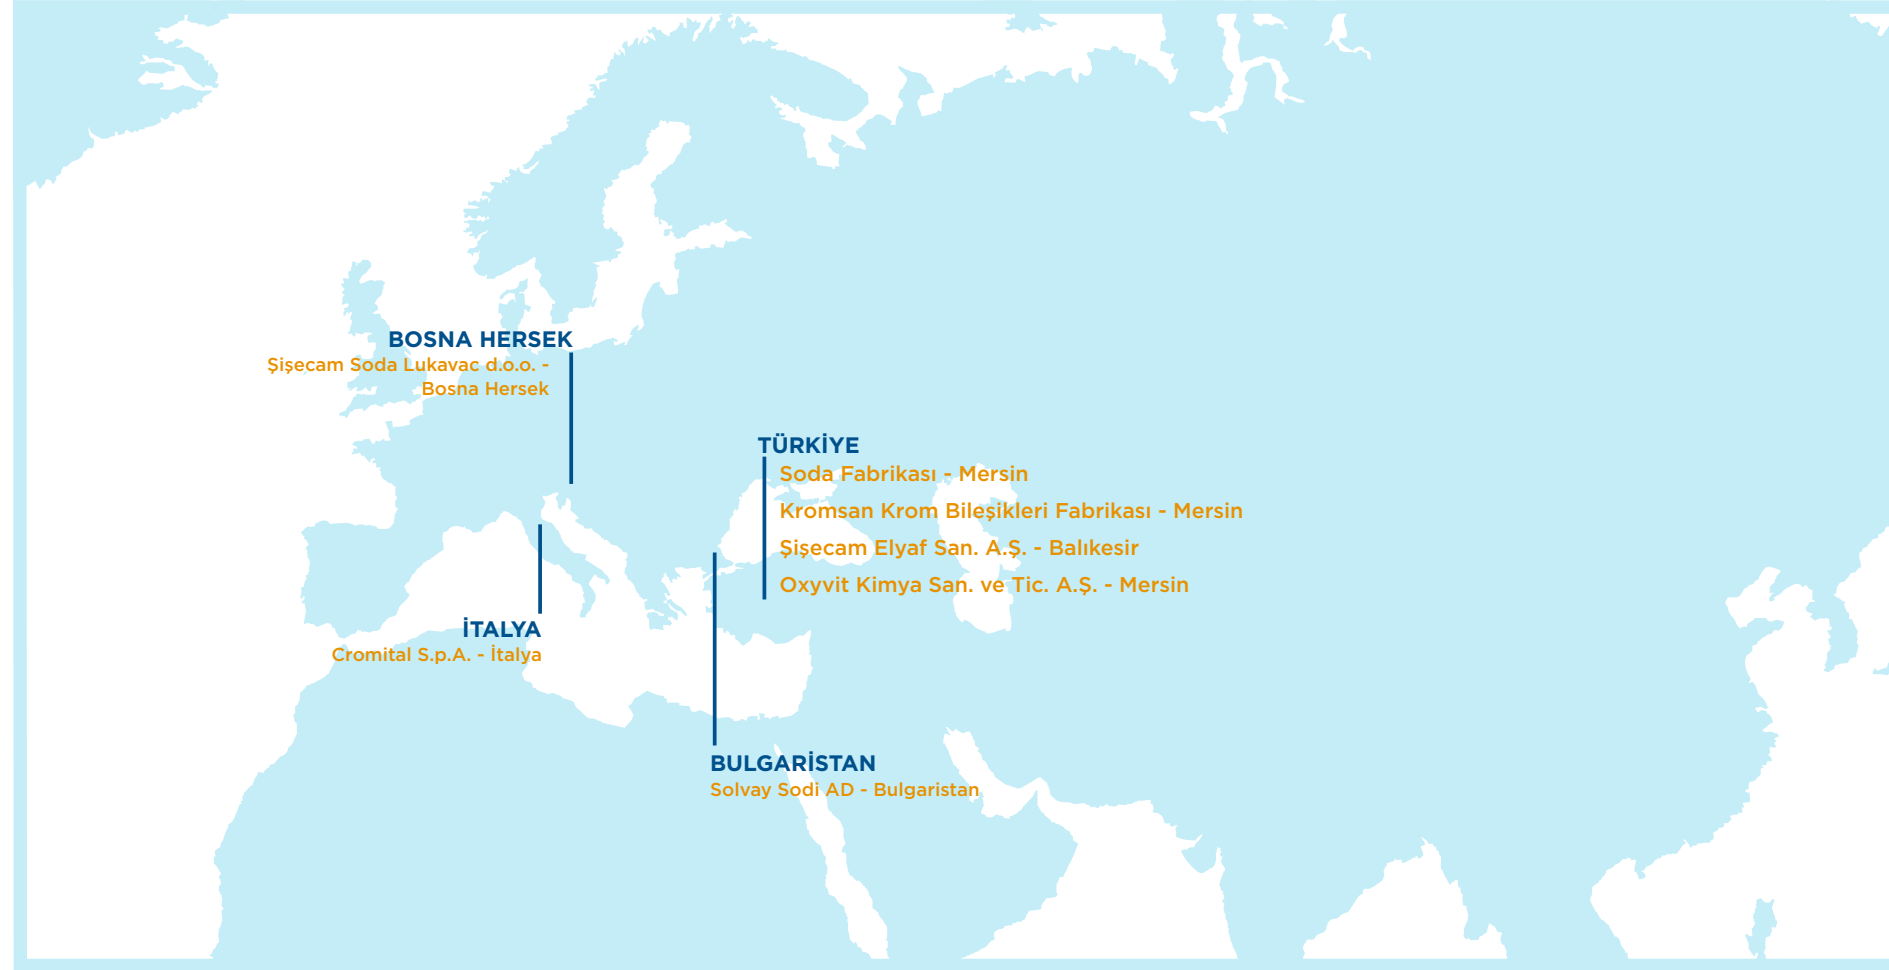 BOSNA HERSEK
Şişecam Soda Lukavac d.o.o. -
Bosna Hersek
TÜRKİYE
Soda Fabrikası - Mersin
Kromsan Krom Bileşikleri Fabrikası - Mersin
Şişecam Elyaf San. A.Ş. - Balıkesir
Oxyvit Kimya San. ve Tic. A.Ş. - Mersin
İTALYA
Cromital S.p.A. - İtalya
BULGARİSTAN
Solvay Sodi AD - Bulgaristan